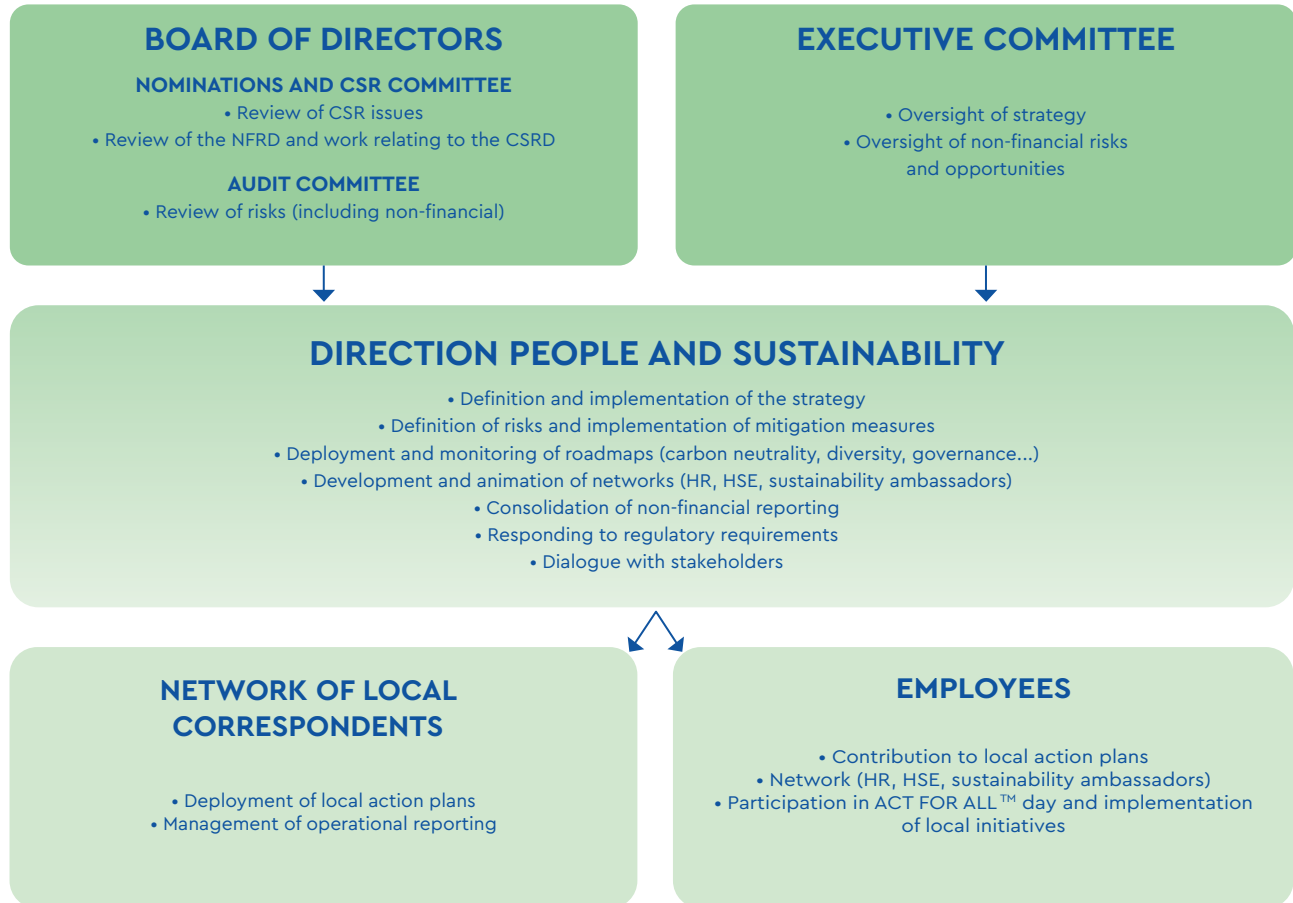 BOARD OF DIRECTORS
NOMINATIONS AND CSR COMMITTEE
• Review of CSR issues
• Review of the NFRD and work relating to the CSRD
AUDIT COMMITTEE
• Review of risks (including non-financial)
EXECUTIVE COMMITTEE
• Oversight of strategy
• Oversight of non-financial risks
and opportunities
DIRECTION PEOPLE AND SUSTAINABILITY
• Definition and implementation of the strategy
• Definition of risks and implementation of mitigation measures
• Deployment and monitoring of roadmaps (carbon neutrality, diversity, governance...)
• Development and animation of networks (HR, HSE, sustainability ambassadors)
• Consolidation of non-financial reporting
• Responding to regulatory requirements
• Dialogue with stakeholders
NETWORK OF LOCAL
CORRESPONDENTS
• Deployment of local action plans
• Management of operational reporting
EMPLOYEES
• Contribution to local action plans
• Network (HR, HSE, sustainability ambassadors)
• Participation in ACT FOR ALL™ day and implementation
of local initiatives